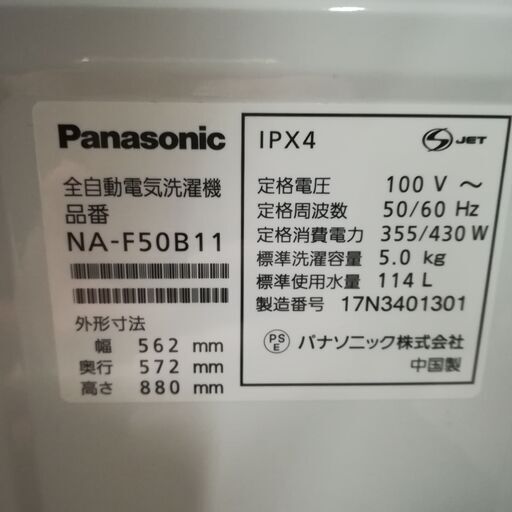 Panasonic
全自動電気洗濯機
品番
NA-F50B11
外形寸法
幅 562 mm
奥行 572 mm
高さ 880 mm
IPX4
S JET
定格電圧 100 V ～
定格周波数 50/60 Hz
定格消費電力 355/430 W
標準洗濯容量 5.0 kg
標準使用水量 114 L
製造番号 17N3401301
PS
E パナソニック株式会社
中国製